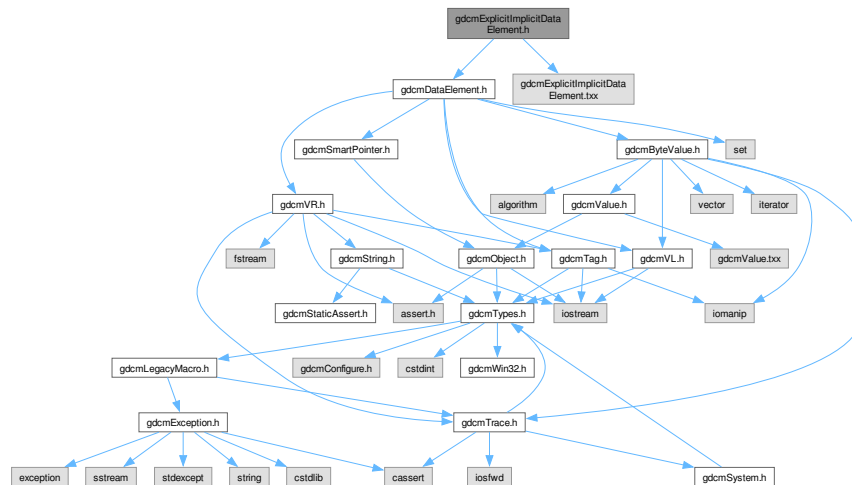 gdcmExplicitImplicitData
Element.h
gdcmDataElement.h
gdcmExplicitImplicitData
Element.txx
gdcmSmartPointer.h
gdcmByteValue.h
set
gdcmVR.h
algorithm
gdcmValue.h
vector
iterator
fstream
gdcmString.h
gdcmObject.h
gdcmTag.h
gdcmVL.h
gdcmValue.txx
gdcmStaticAssert.h
assert.h
gdcmTypes.h
iostream
iomanip
gdcmLegacyMacro.h
gdcmConfigure.h
cstdint
gdcmWin32.h
gdcmException.h
gdcmTrace.h
exception
sstream
stdexcept
string
cstdlib
cassert
iosfwd
gdcmSystem.h